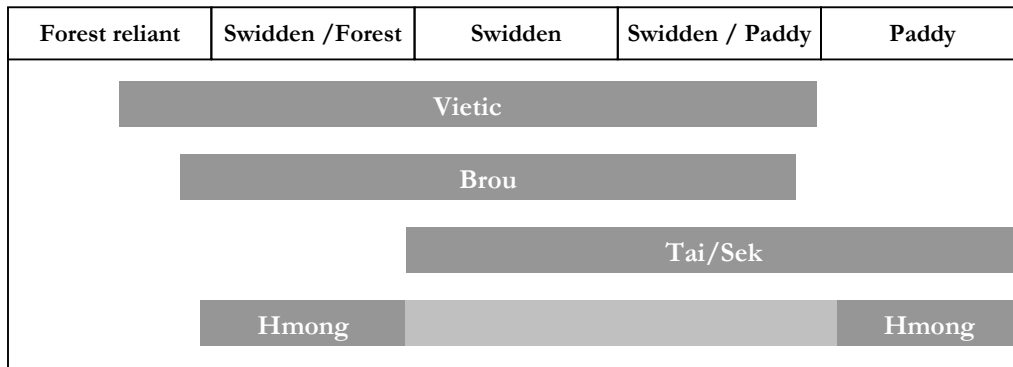 Forest reliant Swidden /Forest Swidden Swidden / Paddy Paddy
Vietic
Brou
Tai/Sek
Hmong Hmong